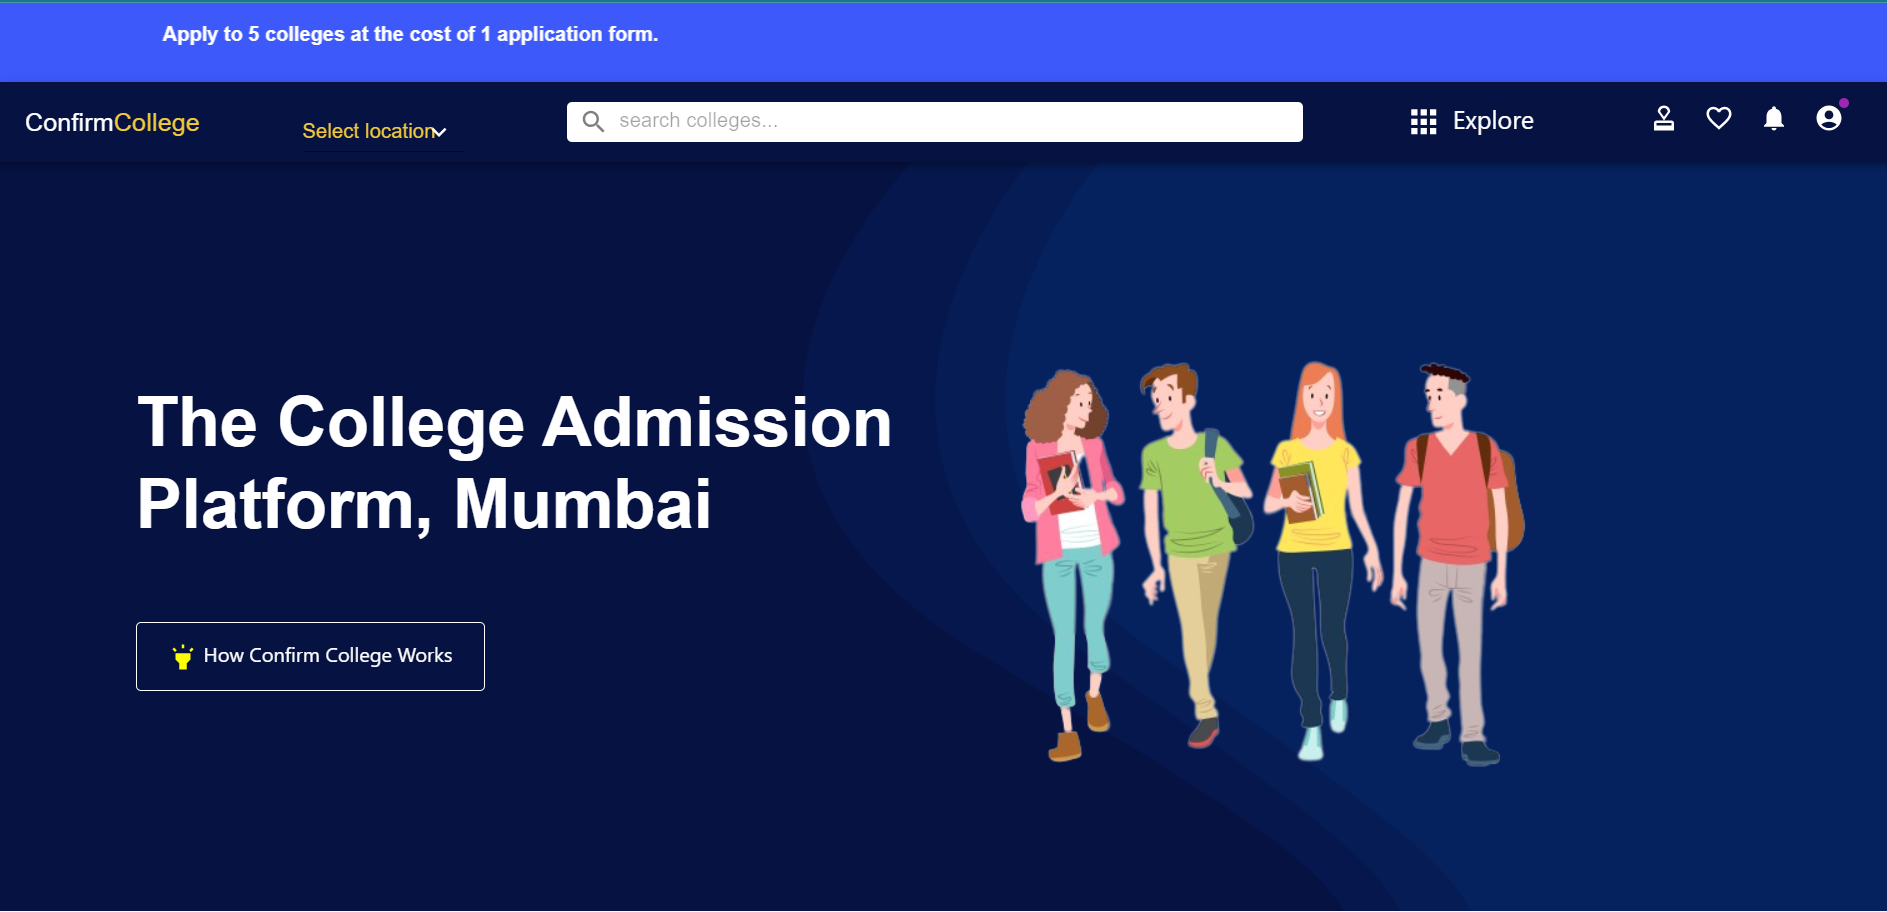 Apply to 5 colleges at the cost of 1 application form.
ConfirmCollege
Select location
search colleges...
Explore
The College Admission
Platform, Mumbai
How Confirm College Works